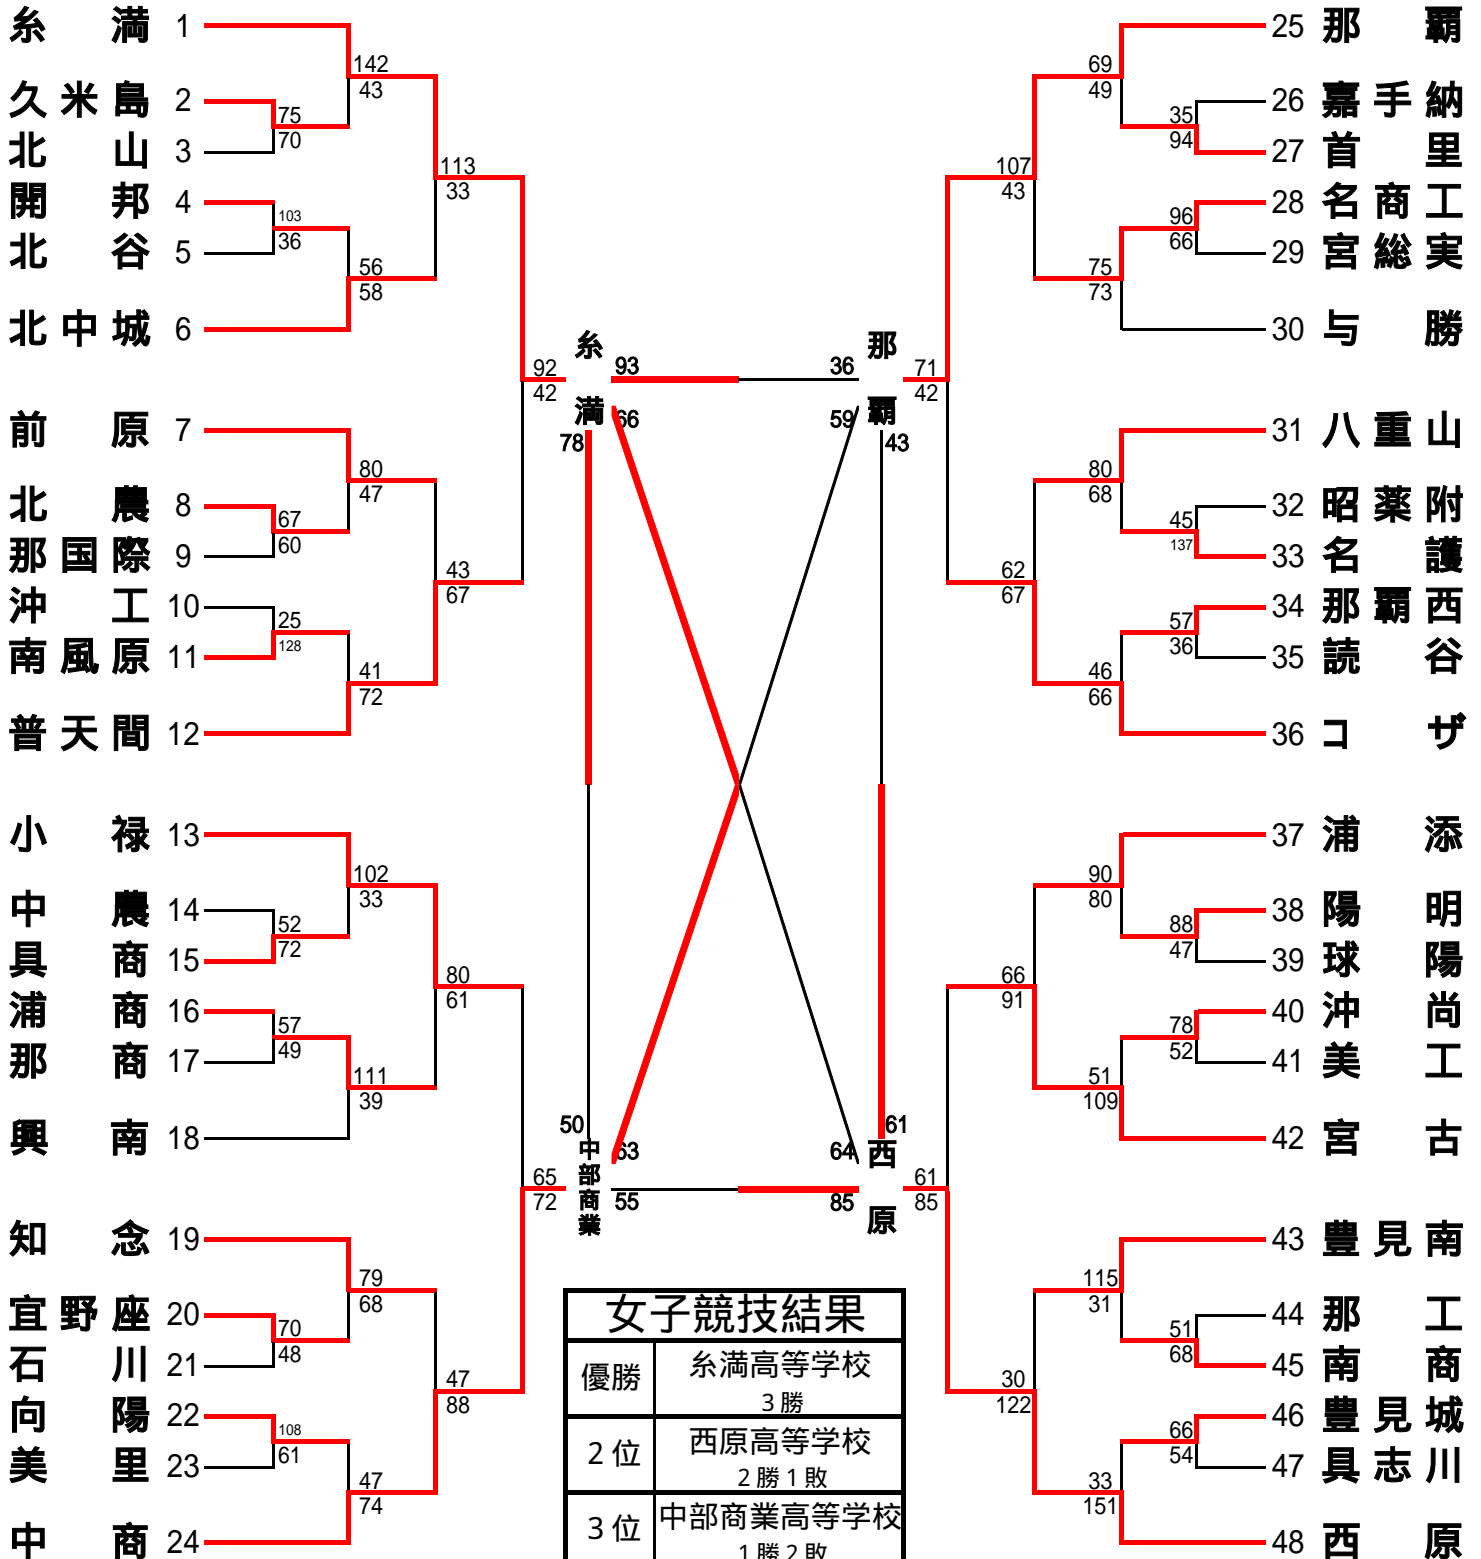 糸満 1
142
43
久米島 2
75
70
北山 3
113
33
開邦 4
103
36
北谷 5
56
58
北中城 6
92
42
前原 7
80
47
北農 8
67
60
那国際 9
43
67
沖工 10
25
128
南風原 11
41
72
普天間 12
小禄 13
102
33
中農 14
52
72
具商 15
80
61
浦商 16
57
49
那商 17
111
39
興南 18
65
72
知念 19
79
68
宜野座 20
70
48
石川 21
47
88
向陽 22
108
61
美里 23
47
74
中商 24
糸満
93
66
78
那覇
36
59
43
中部商業
50
63
55
西原
61
64
85
25 那覇
69
49
26 嘉手納
35
94
27 首里
107
43
28 名商工
96
66
29 宮総実
75
73
30 与勝
71
42
31 八重山
80
68
32 昭薬附
45
137
33 名護
62
67
34 那覇西
57
36
35 読谷
46
66
36 コザ
37 浦添
90
80
38 陽明
88
47
39 球陽
66
91
40 沖尚
78
52
41 美工
51
109
42 宮古
61
85
43 豊見南
115
31
44 那工
51
68
45 南商
30
122
46 豊見城
66
54
47 具志川
33
151
48 西原
女子競技結果
優勝 糸満高等学校
3勝
2位 西原高等学校
2勝1敗
3位 中部商業高等学校
1勝2敗